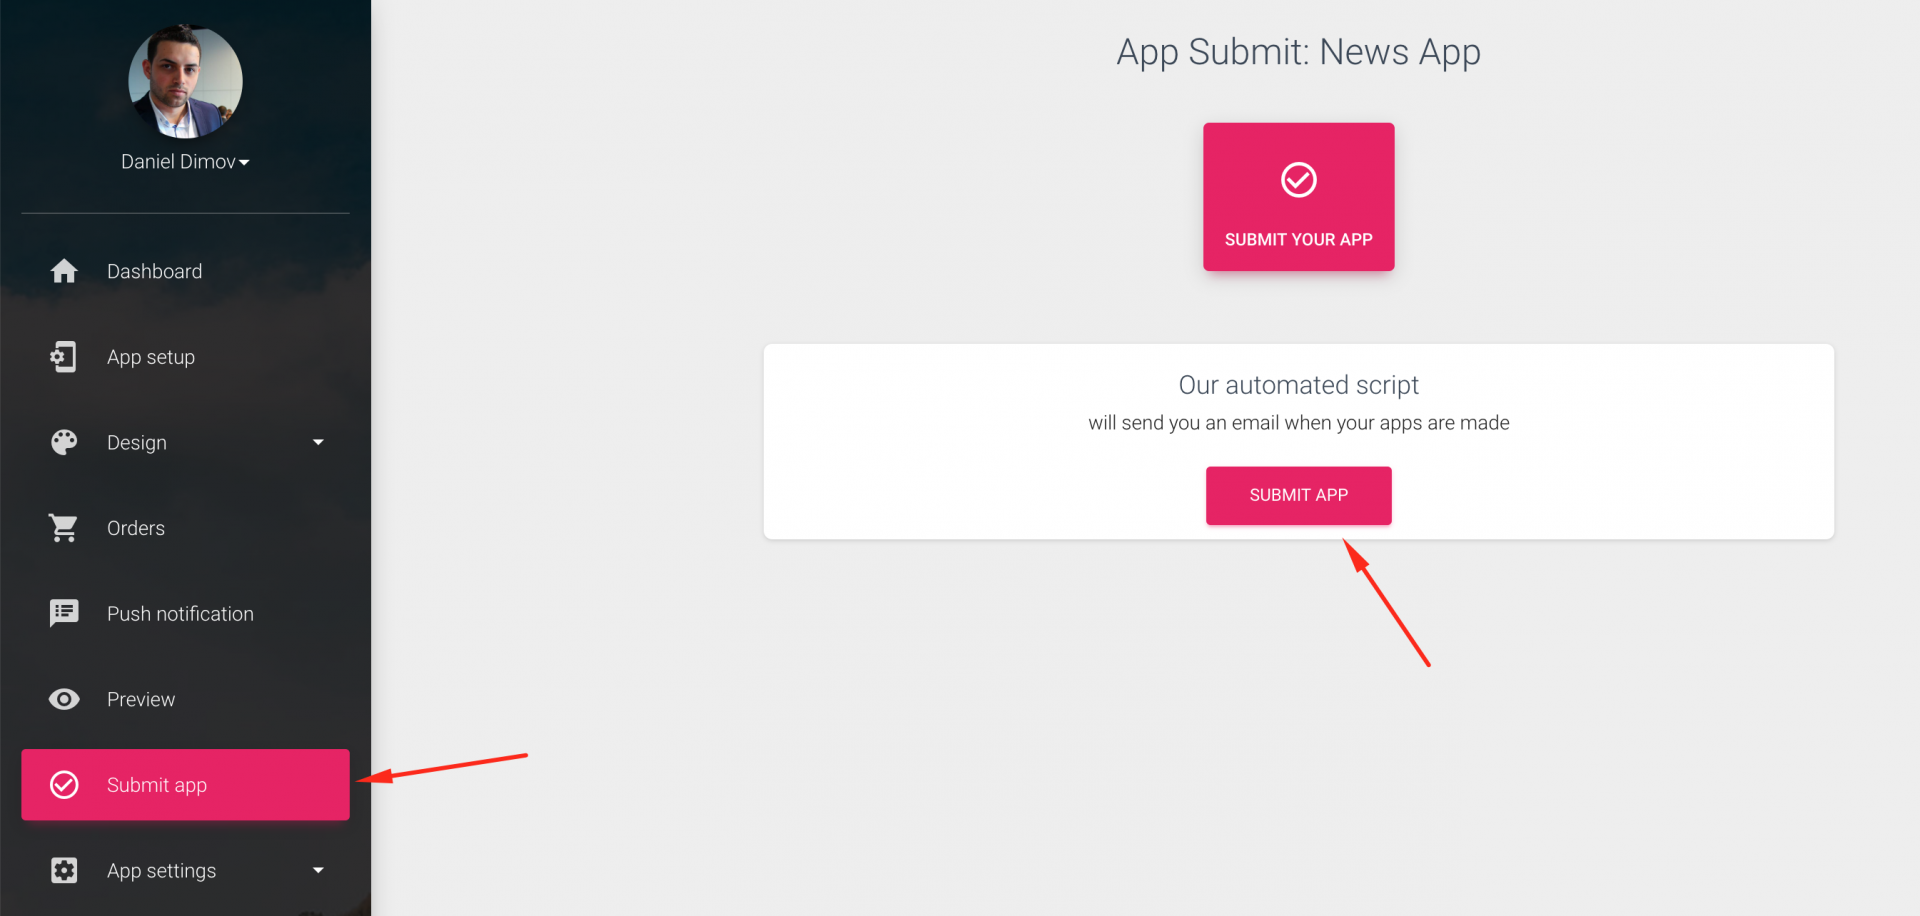 Daniel Dimov
Dashboard
App setup
Design
Orders
Push notification
Preview
Submit app
App settings
App Submit: News App
SUBMIT YOUR APP
Our automated script
will send you an email when your apps are made
SUBMIT APP